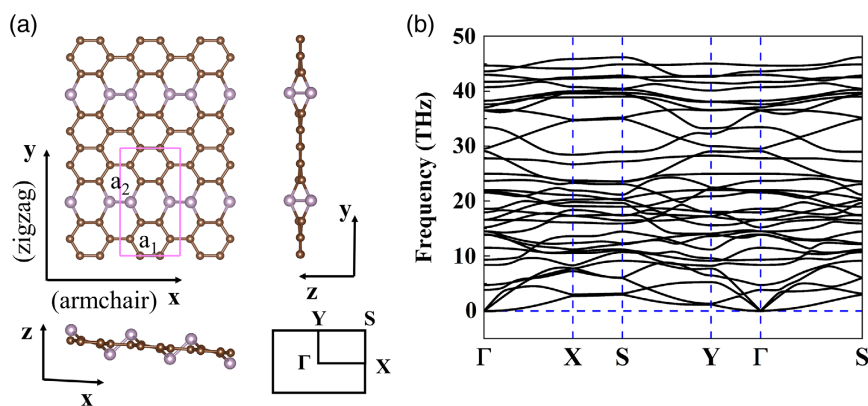 (a)
y
(zigzag)
a2
a1
(armchair) x
y
z
z
x
Y S
Γ X
(b)
Frequency (THz)
50
40
30
20
10
0
Γ X S Y Γ S